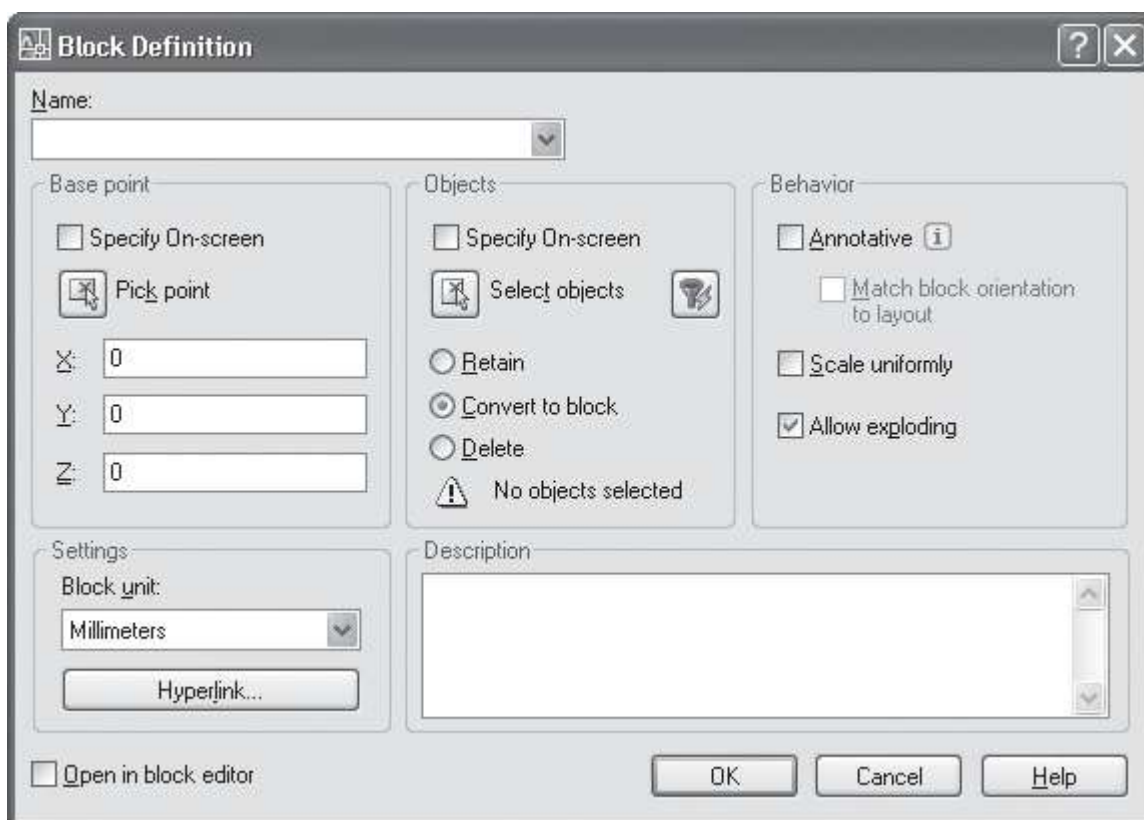 Block Definition
Name:
Base point
Specify On-screen
Pick point
X: 0
Y: 0
Z: 0
Objects
Specify On-screen
Select objects
Retain
Convert to block
Delete
No objects selected
Behavior
Annotative
Match block orientation
to layout
Scale uniformly
Allow exploding
Settings
Block unit:
Millimeters
Hyperlink...
Description
Open in block editor
OK Cancel Help